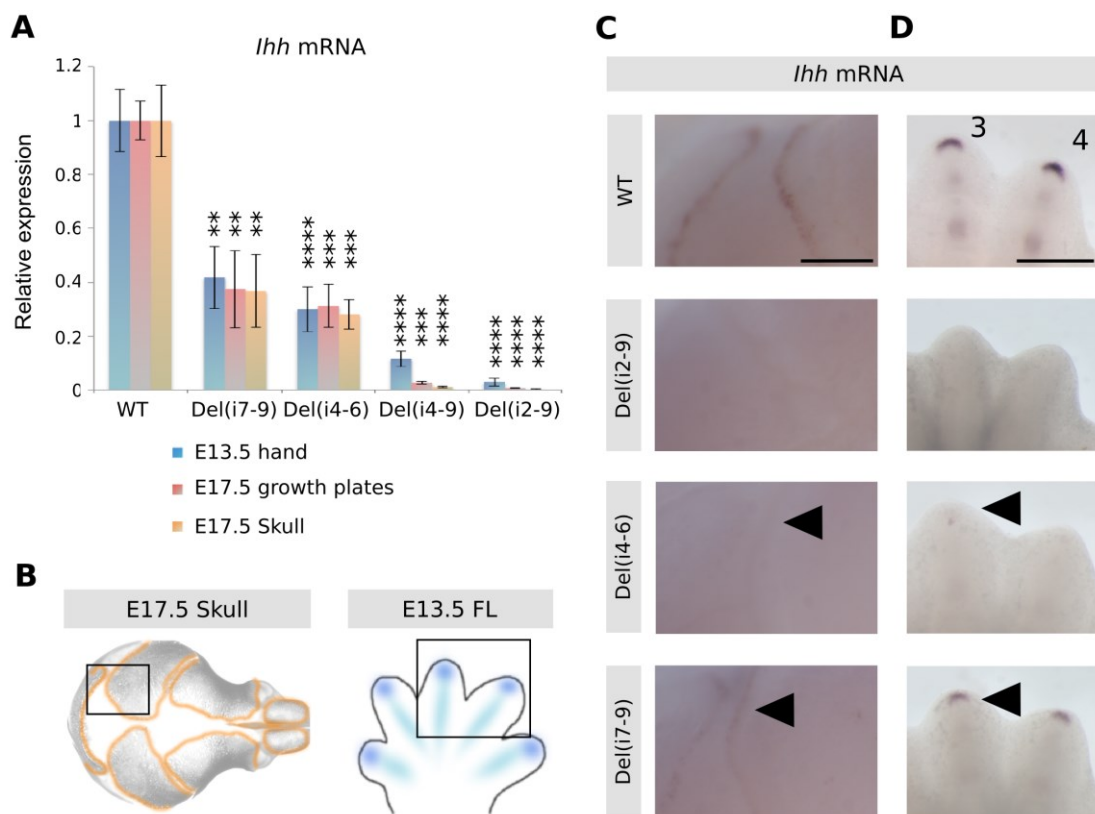 A
Ihh mRNA
Relative expression
1.2
1
0.8
0.6
0.4
0.2
0
** ** **
***** *** ***
***** *** ****
***** **** ****
WT Del(i7-9) Del(i4-6) Del(i4-9) Del(i2-9)
E13.5 hand
E17.5 growth plates
E17.5 Skull
B
E17.5 Skull
E13.5 FL
C
D
Ihh mRNA
WT
3
4
Del(i2-9)
Del(i4-6)
Del(i7-9)